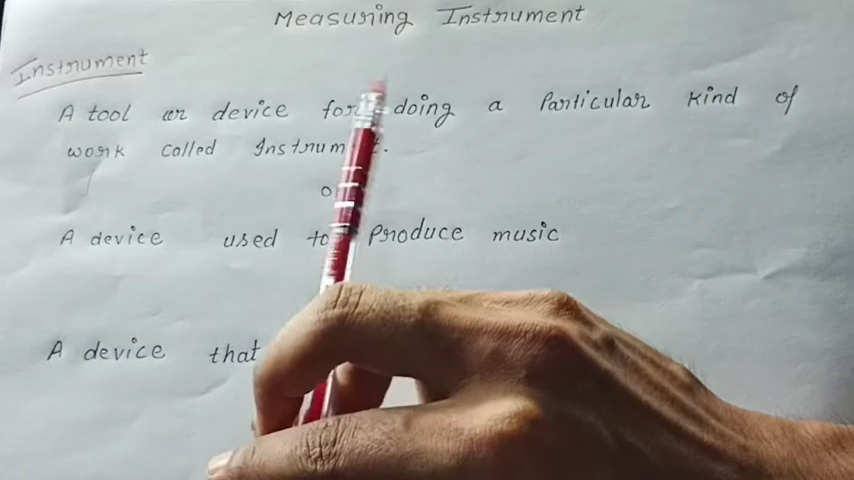 Measuring Instrument
Instrument
A tool or device for doing a Particular kind of
work called Instrument.
A device used to Produce music
A device that